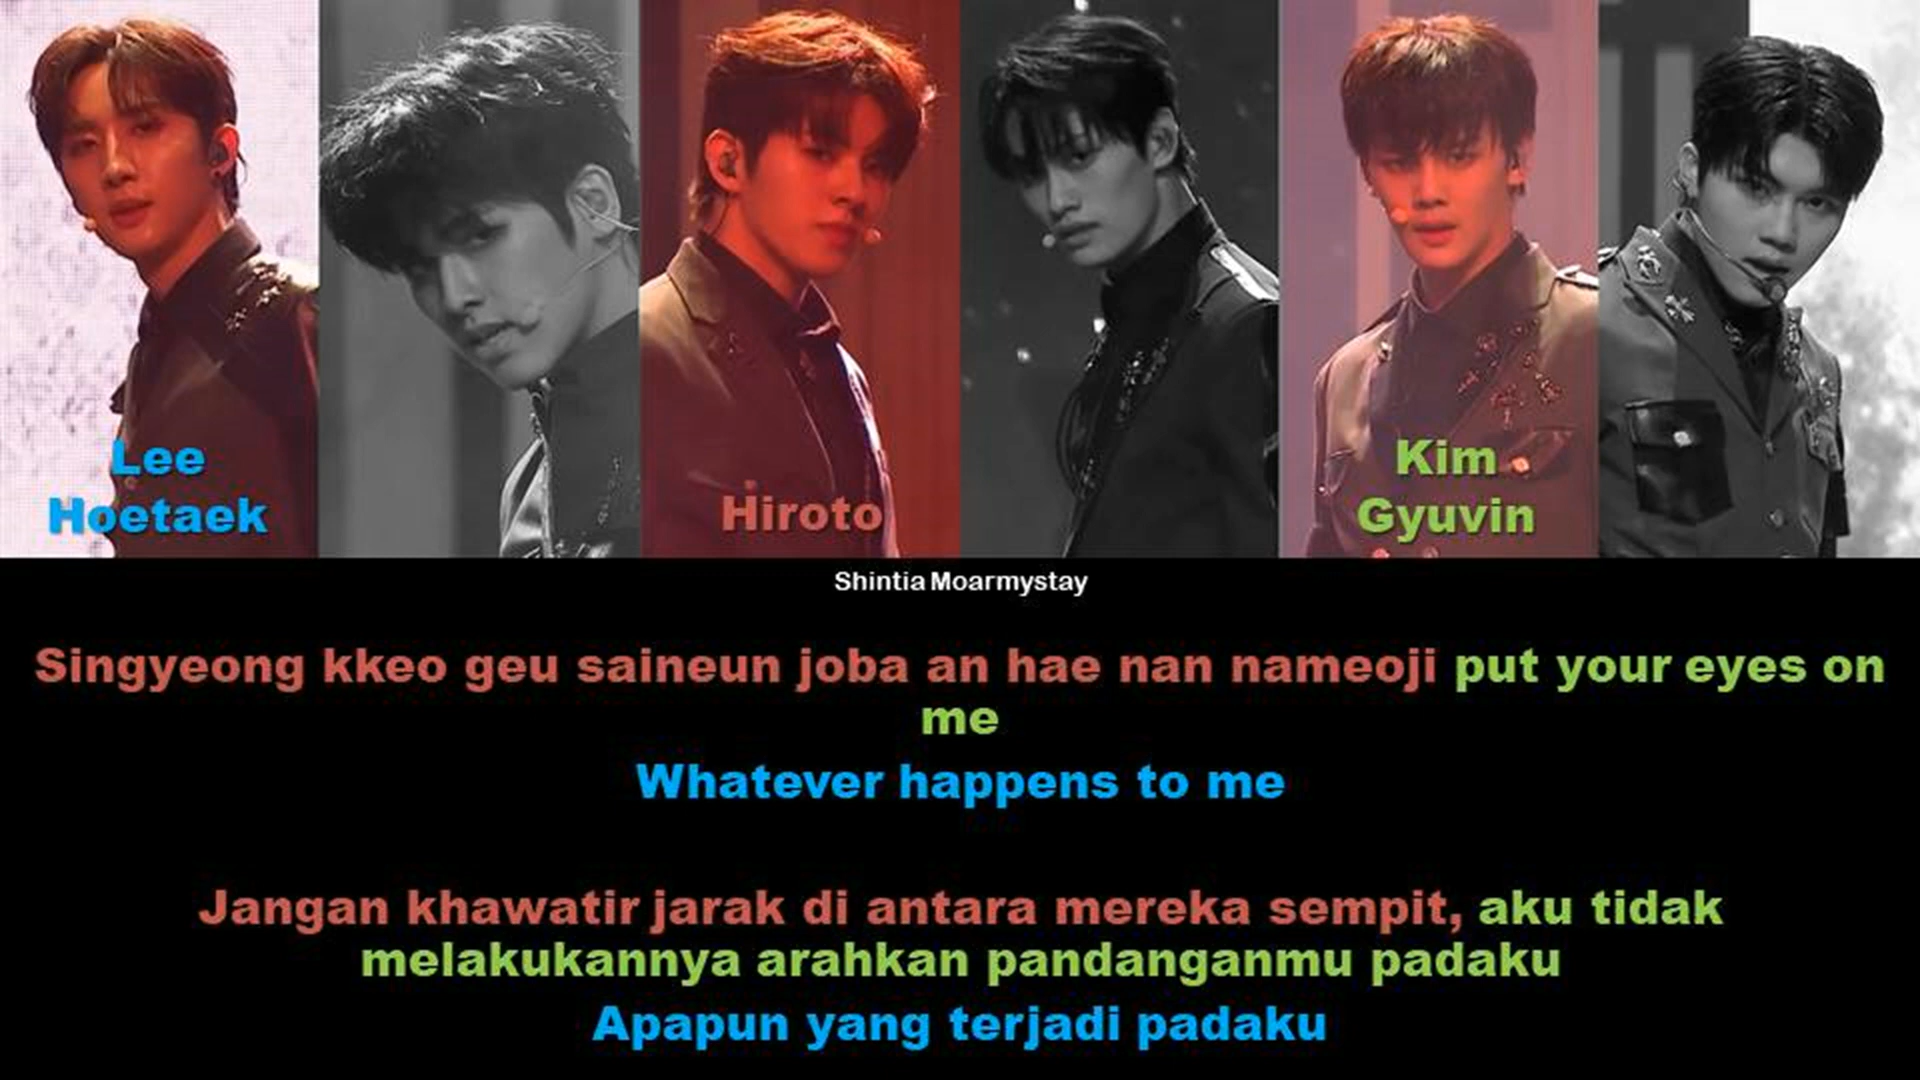 Lee
Hoetaek
Hiroto
Kim
Gyuvin
Shintia Moarmystay
Singyeong kkeo geu saineun joba an hae nan nameoji put your eyes on
me
Whatever happens to me
Jangan khawatir jarak di antara mereka sempit, aku tidak
melakukannya arahkan pandanganmu padaku
Apapun yang terjadi padaku